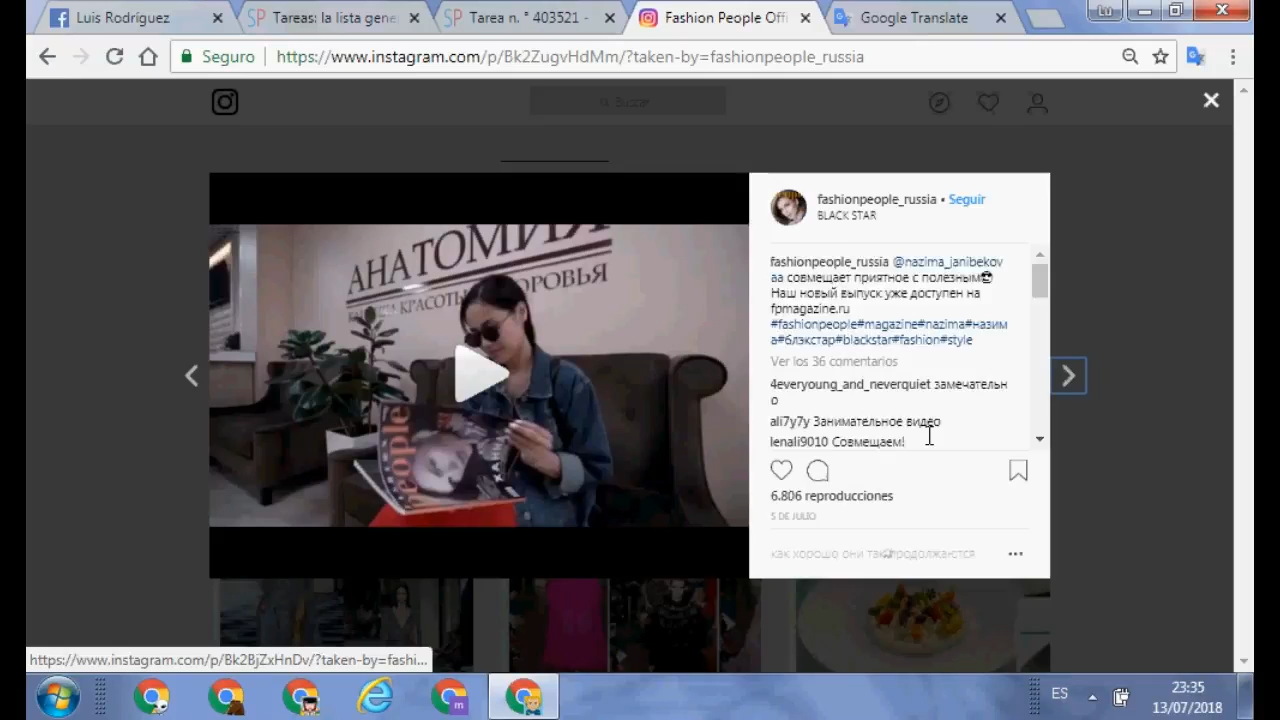 Luis Rodríguez
Tareas: la lista gene
Tarea n. ° 403521 -
Fashion People Offi
Google Translate
Lu
Seguro
https://www.instagram.com/p/Bk2ZugvHdMm/?taken-by=fashionpeople_russia
Buscar
fashionpeople_russia • Seguir
BLACK STAR
АНАТОМИЯ
КРАСОТЫ
ЗДОРОВЬЯ
fashionpeople_russia @nazima_janibekov
aa совмещает приятное с полезным😎
Наш новый выпуск уже доступен на
fpmagazine.ru
#fashionpeople#magazine#nazima#назим
а#блэкстар#blackstar#fashion#style
Ver los 36 comentarios
4everyoung_and_neverquiet замечательн
о
ali7y7y Занимательное видео
lenali9010 Совмещаем!
PEOPLE
6.806 reproducciones
5 DE JULIO
как хорошо они так продолжаются
https://www.instagram.com/p/Bk2BjZxHnDv/?taken-by=fashi...
ES
23:35
13/07/2018